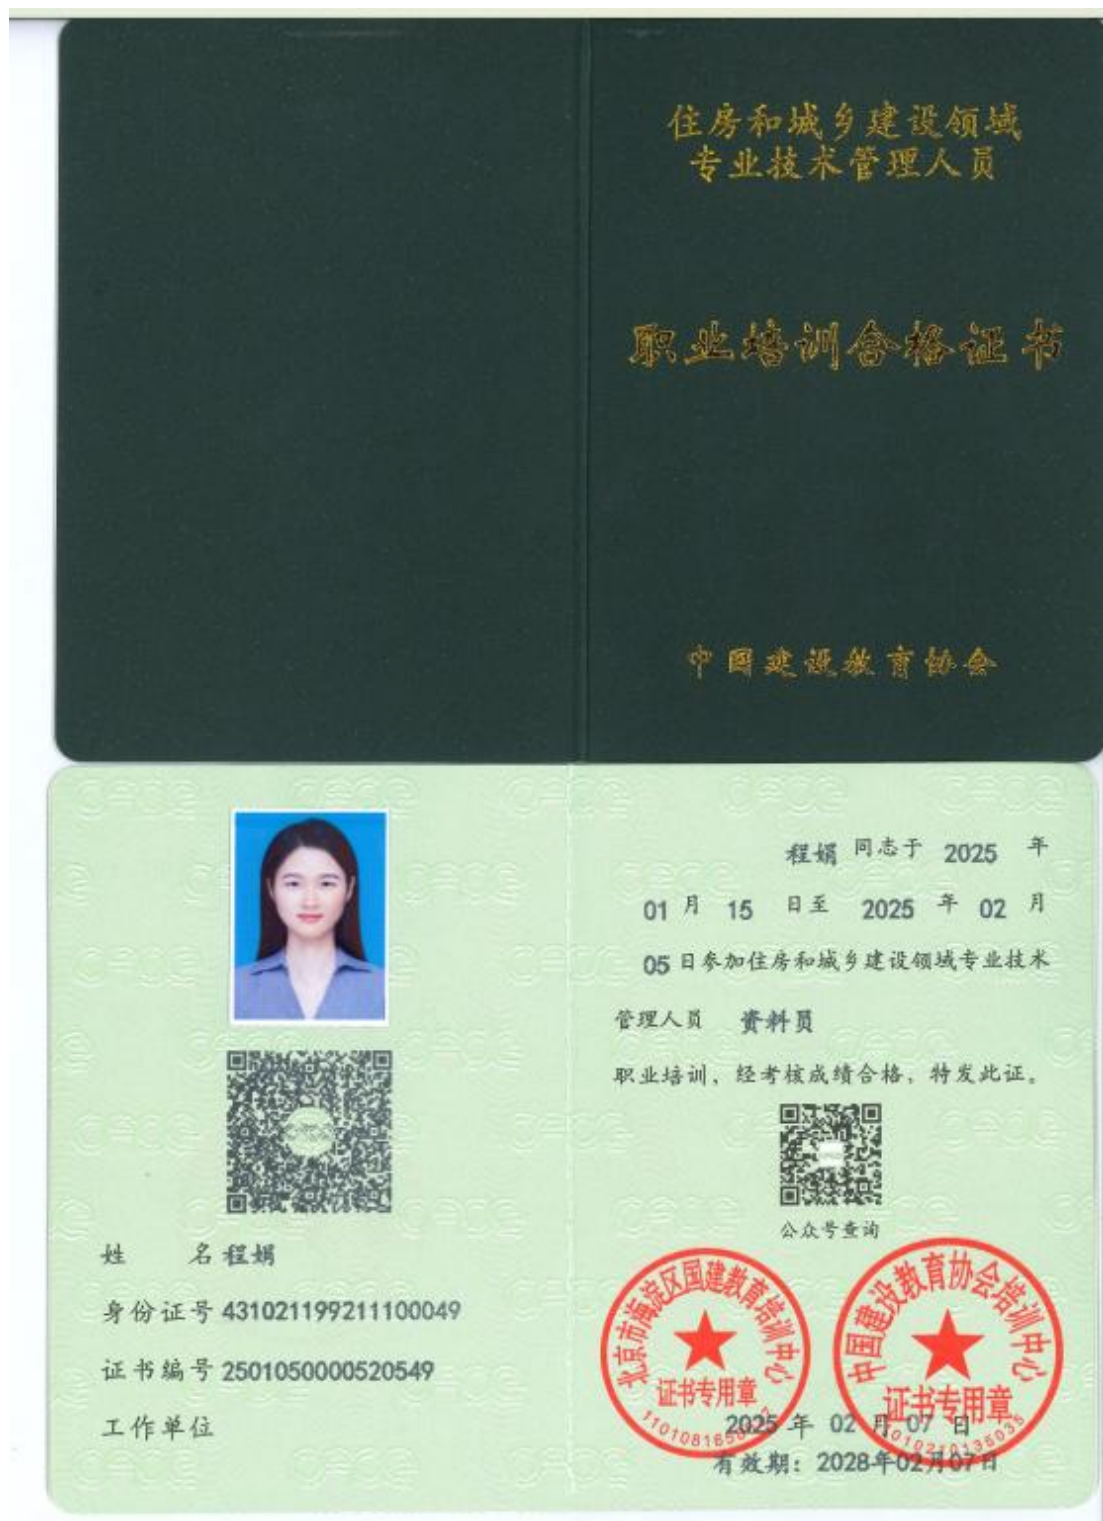 住房和城乡建设领域
专业技术管理人员
职业培训合格证书
中国建设教育协会
程娟 同志于 2025 年
01 月 15 日至 2025 年 02 月
05 日参加住房和城乡建设领域专业技术
管理人员 资料员
职业培训，经考核成绩合格，特发此证。
公众号查询
姓 名 程娟
身份证号 431021199211100049
证书编号 2501050000520549
工作单位
北京市海淀区国建教育培训中心
证书专用章
中国建设教育协会培训中心
证书专用章
2025 年 02 月 07 日
有效期：2028年02月07日